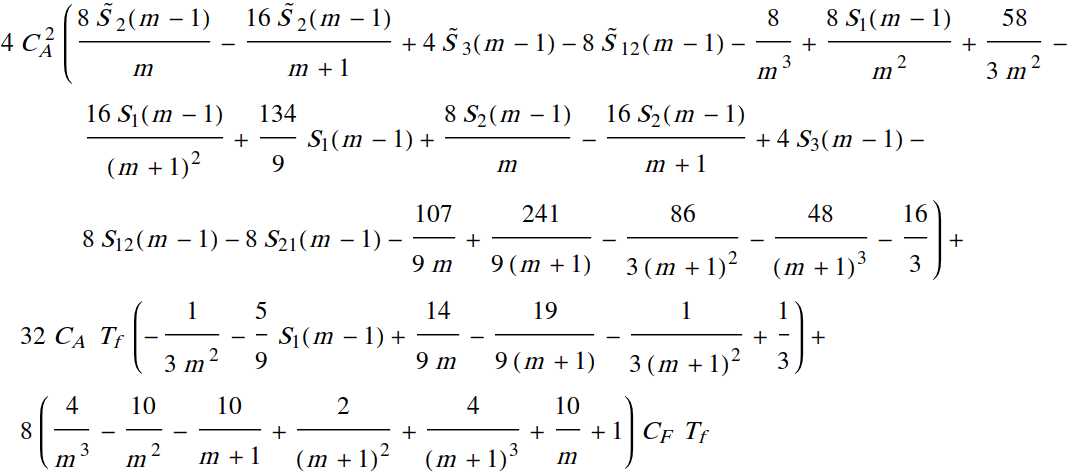 4 C_A^2 ( 8 S̃_2(m − 1)/m − 16 S̃_2(m − 1)/(m + 1) + 4 S̃_3(m − 1) − 8 S̃_12(m − 1) − 8/m^3 + 8 S_1(m − 1)/m^2 + 58/(3 m^2) −
16 S_1(m − 1)/(m + 1)^2 + 134/9 S_1(m − 1) + 8 S_2(m − 1)/m − 16 S_2(m − 1)/(m + 1) + 4 S_3(m − 1) −
8 S_12(m − 1) − 8 S_21(m − 1) − 107/(9 m) + 241/(9 (m + 1)) − 86/(3 (m + 1)^2) − 48/(m + 1)^3 − 16/3 ) +
32 C_A T_f ( − 1/(3 m^2) − 5/9 S_1(m − 1) + 14/(9 m) − 19/(9 (m + 1)) − 1/(3 (m + 1)^2) + 1/3 ) +
8 ( 4/m^3 − 10/m^2 − 10/(m + 1) + 2/(m + 1)^2 + 4/(m + 1)^3 + 10/m + 1 ) C_F T_f